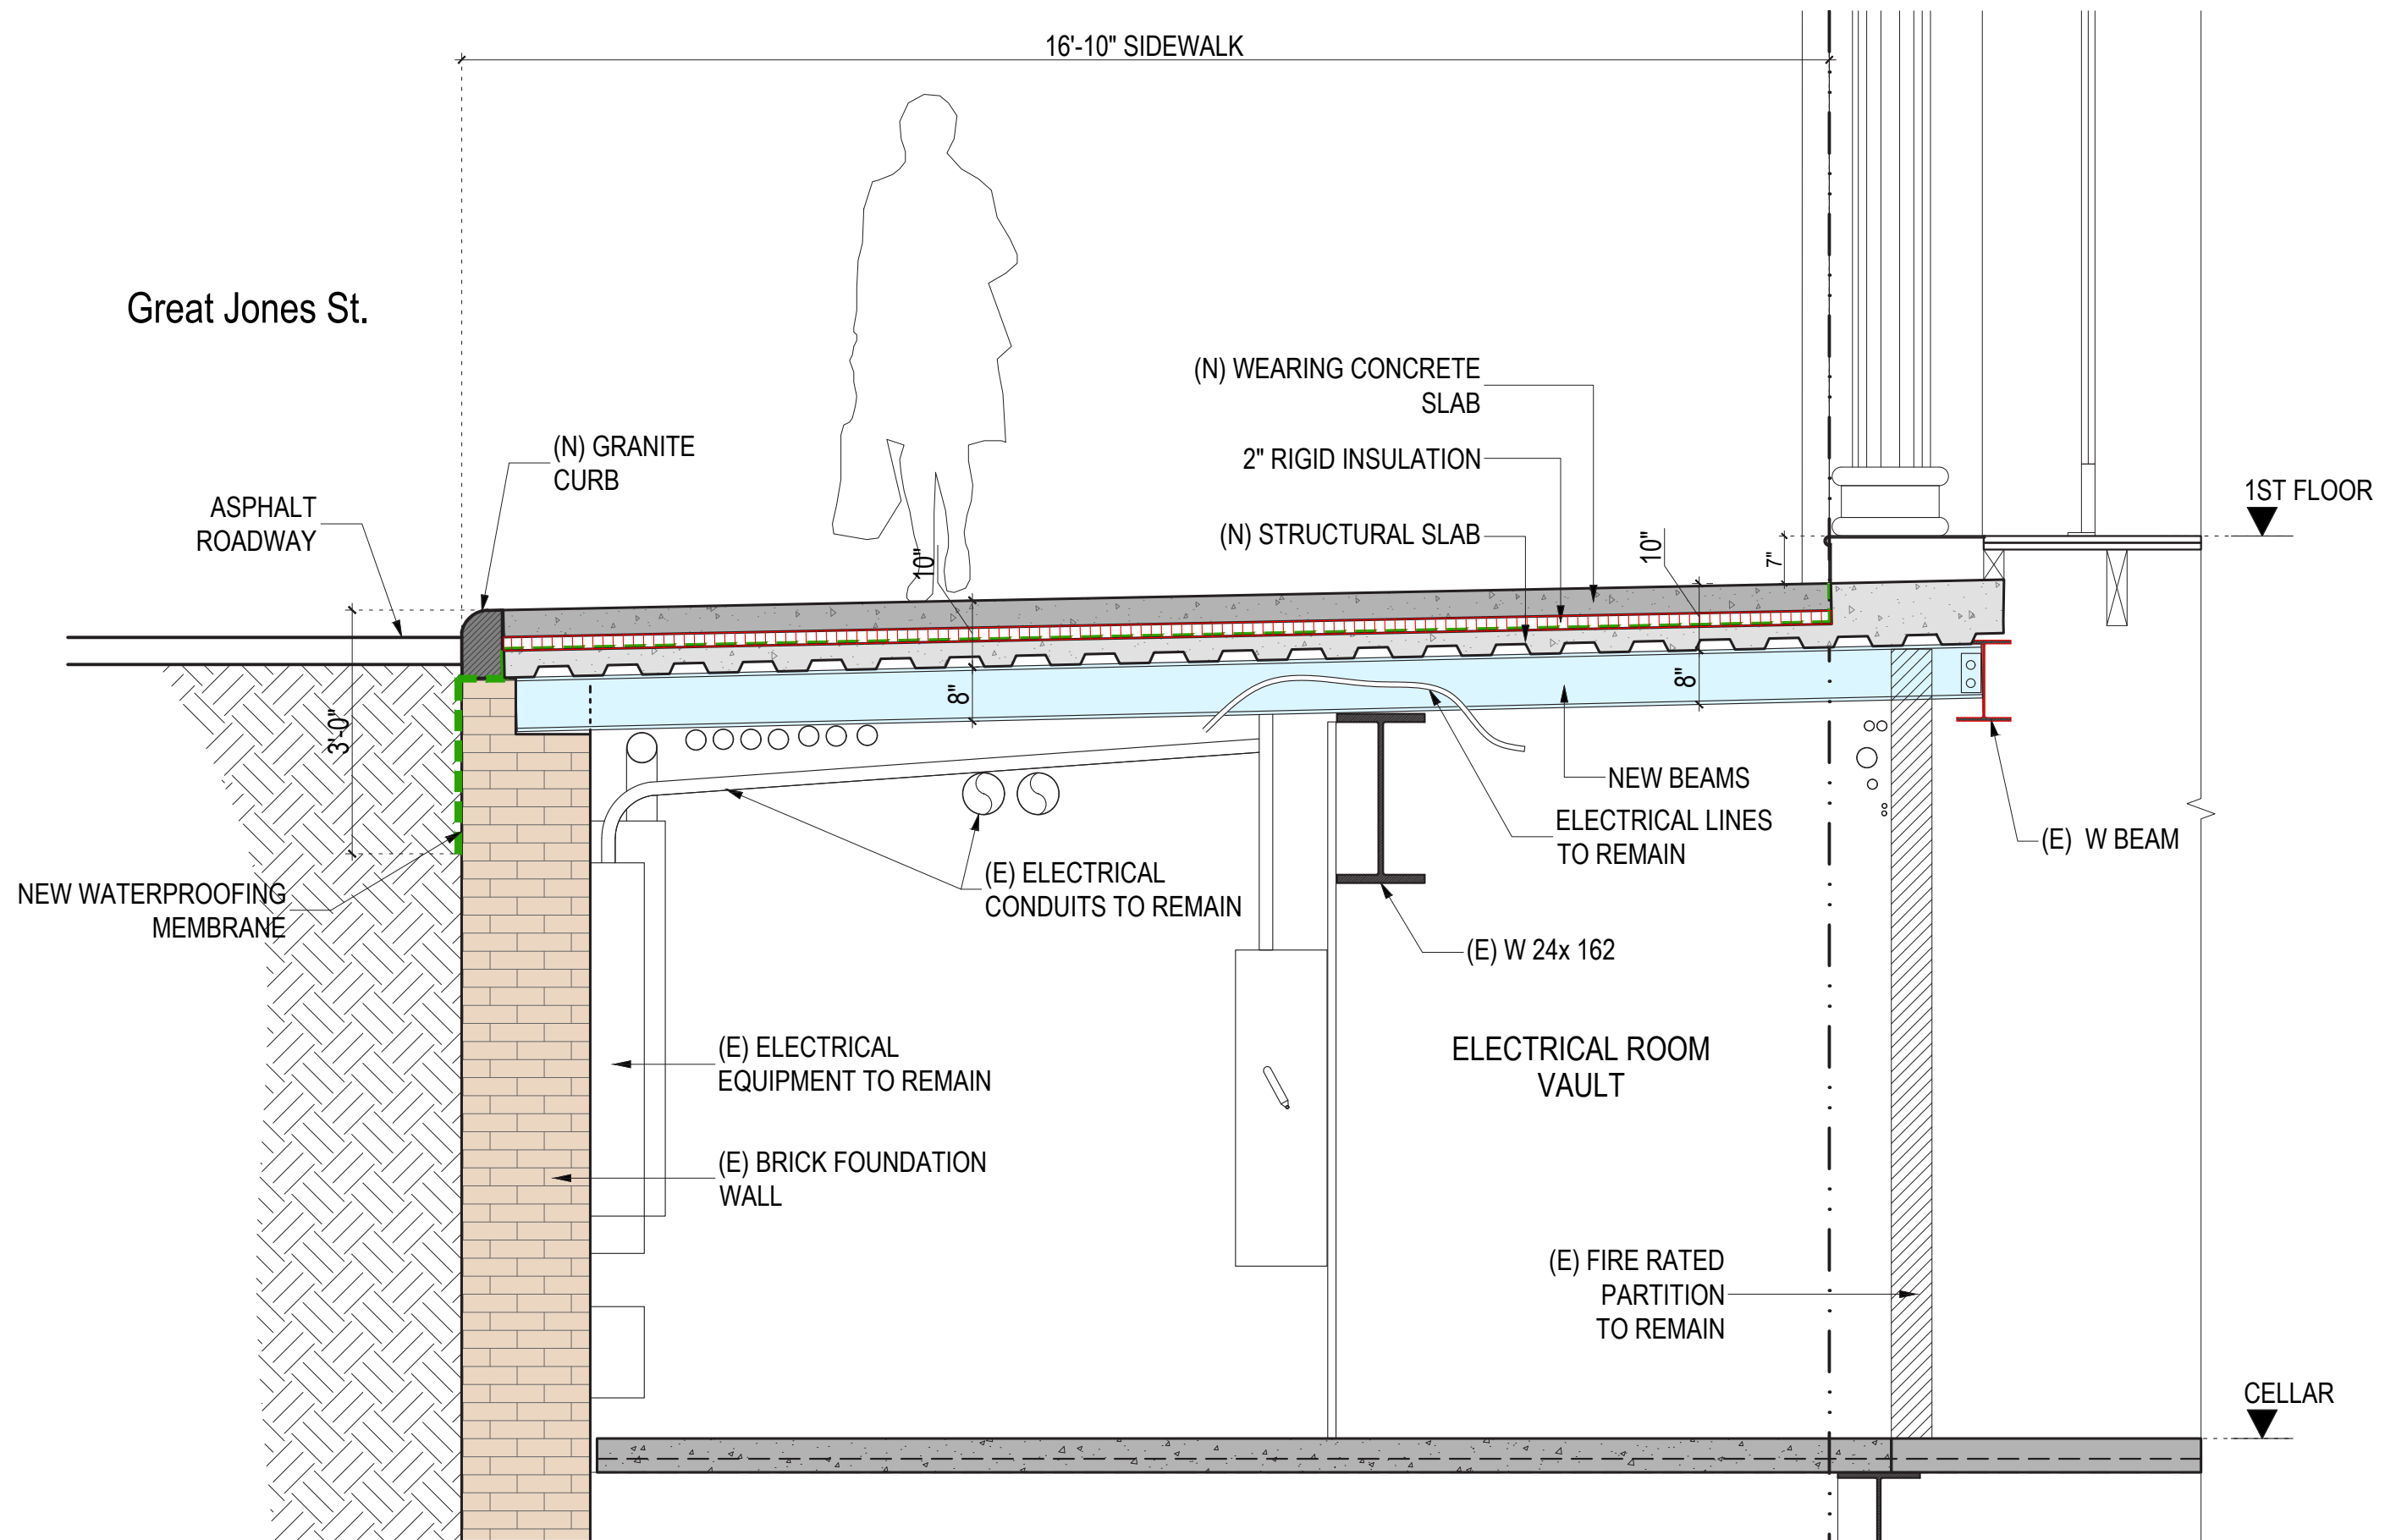 16'-10" SIDEWALK
Great Jones St.
(N) WEARING CONCRETE
SLAB
(N) GRANITE
CURB
2" RIGID INSULATION
ASPHALT
ROADWAY
1ST FLOOR
(N) STRUCTURAL SLAB
10"
10"
7"
8"
8"
3'-0"
NEW BEAMS
ELECTRICAL LINES
TO REMAIN
(E) W BEAM
(E) ELECTRICAL
CONDUITS TO REMAIN
NEW WATERPROOFING
MEMBRANE
(E) W 24x 162
(E) ELECTRICAL
EQUIPMENT TO REMAIN
ELECTRICAL ROOM
VAULT
(E) BRICK FOUNDATION
WALL
(E) FIRE RATED
PARTITION
TO REMAIN
CELLAR